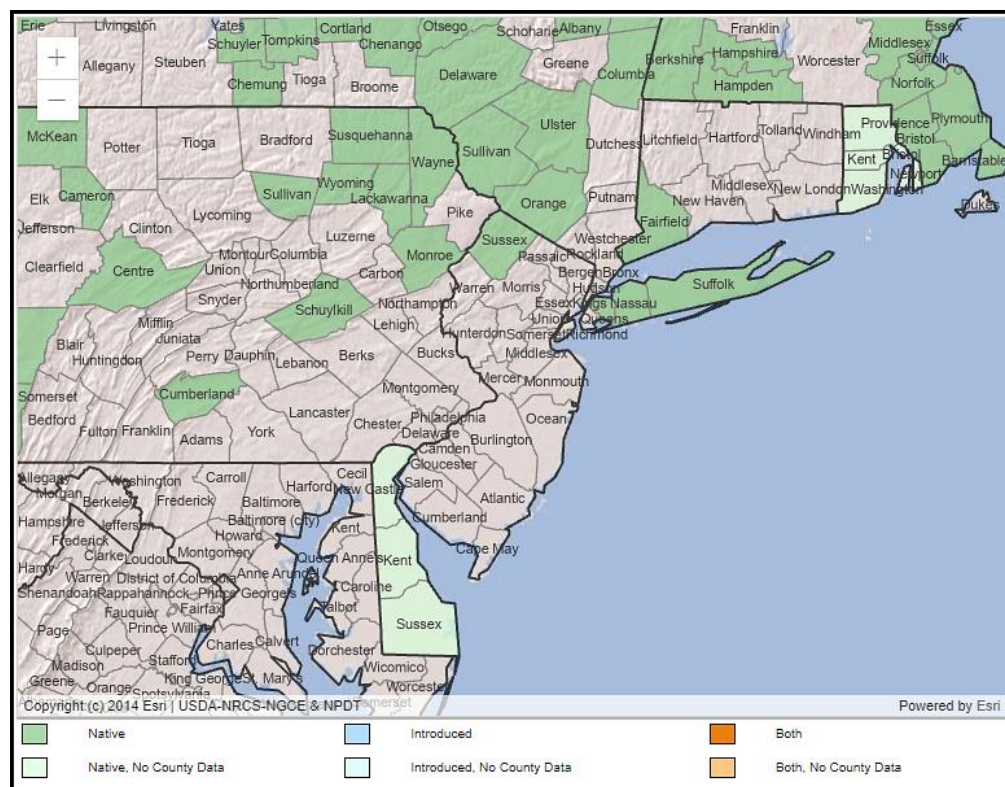 Erie Livingston Yates Cortland Otsego Schoharie Albany Franklin Essex
Schuyler Tompkins Chenango Middlesex
Allegany Steuben Delaware Greene Columbia Berkshire Hampshire Worcester Suffolk
Chemung Tioga Broome Hampden Norfolk
McKean Potter Tioga Bradford Susquehanna Ulster Dutchess Litchfield Hartford Tolland Windham Providence Plymouth
Wayne Sullivan Bristol
Kent Bristol Barnstable
Elk Cameron Sullivan Wyoming Lackawanna Orange Putnam Middlesex New London Washington Newport
Jefferson Clinton Lycoming Pike New Haven Dukes
Luzerne Sussex Westchester Fairfield
Clearfield Centre Montour Columbia Monroe Passaic Rockland
Union Carbon Bergen Bronx
Snyder Northumberland Warren Morris Hudson Suffolk
Schuylkill Northampton Essex Kings Nassau
Mifflin Lehigh Union Queens
Blair Juniata Hunterdon Somerset Richmond
Huntingdon Perry Dauphin Lebanon Berks Bucks Middlesex
Somerset Cumberland Montgomery Mercer Monmouth
Bedford Fulton Franklin Adams York Lancaster Chester Philadelphia Ocean
Delaware Burlington
Camden
Allegany Washington Carroll Cecil Gloucester
Morgan Berkeley Frederick Baltimore Harford New Castle Salem Atlantic
Hampshire Jefferson Baltimore (city) Kent Cumberland
Frederick Howard
Clarke Loudoun Montgomery Queen Anne's Kent Cape May
Hardy Warren District of Columbia Anne Arundel
Shenandoah Rappahannock Prince George's Caroline
Fauquier Fairfax Talbot
Page Prince William Sussex
Culpeper Charles Calvert Dorchester
Madison Stafford Wicomico
Greene Orange King George St. Mary's Worcester
Spotsylvania Somerset
Copyright (c) 2014 Esri | USDA-NRCS-NGCE & NPDT Powered by Esri
Native Introduced Both
Native, No County Data Introduced, No County Data Both, No County Data